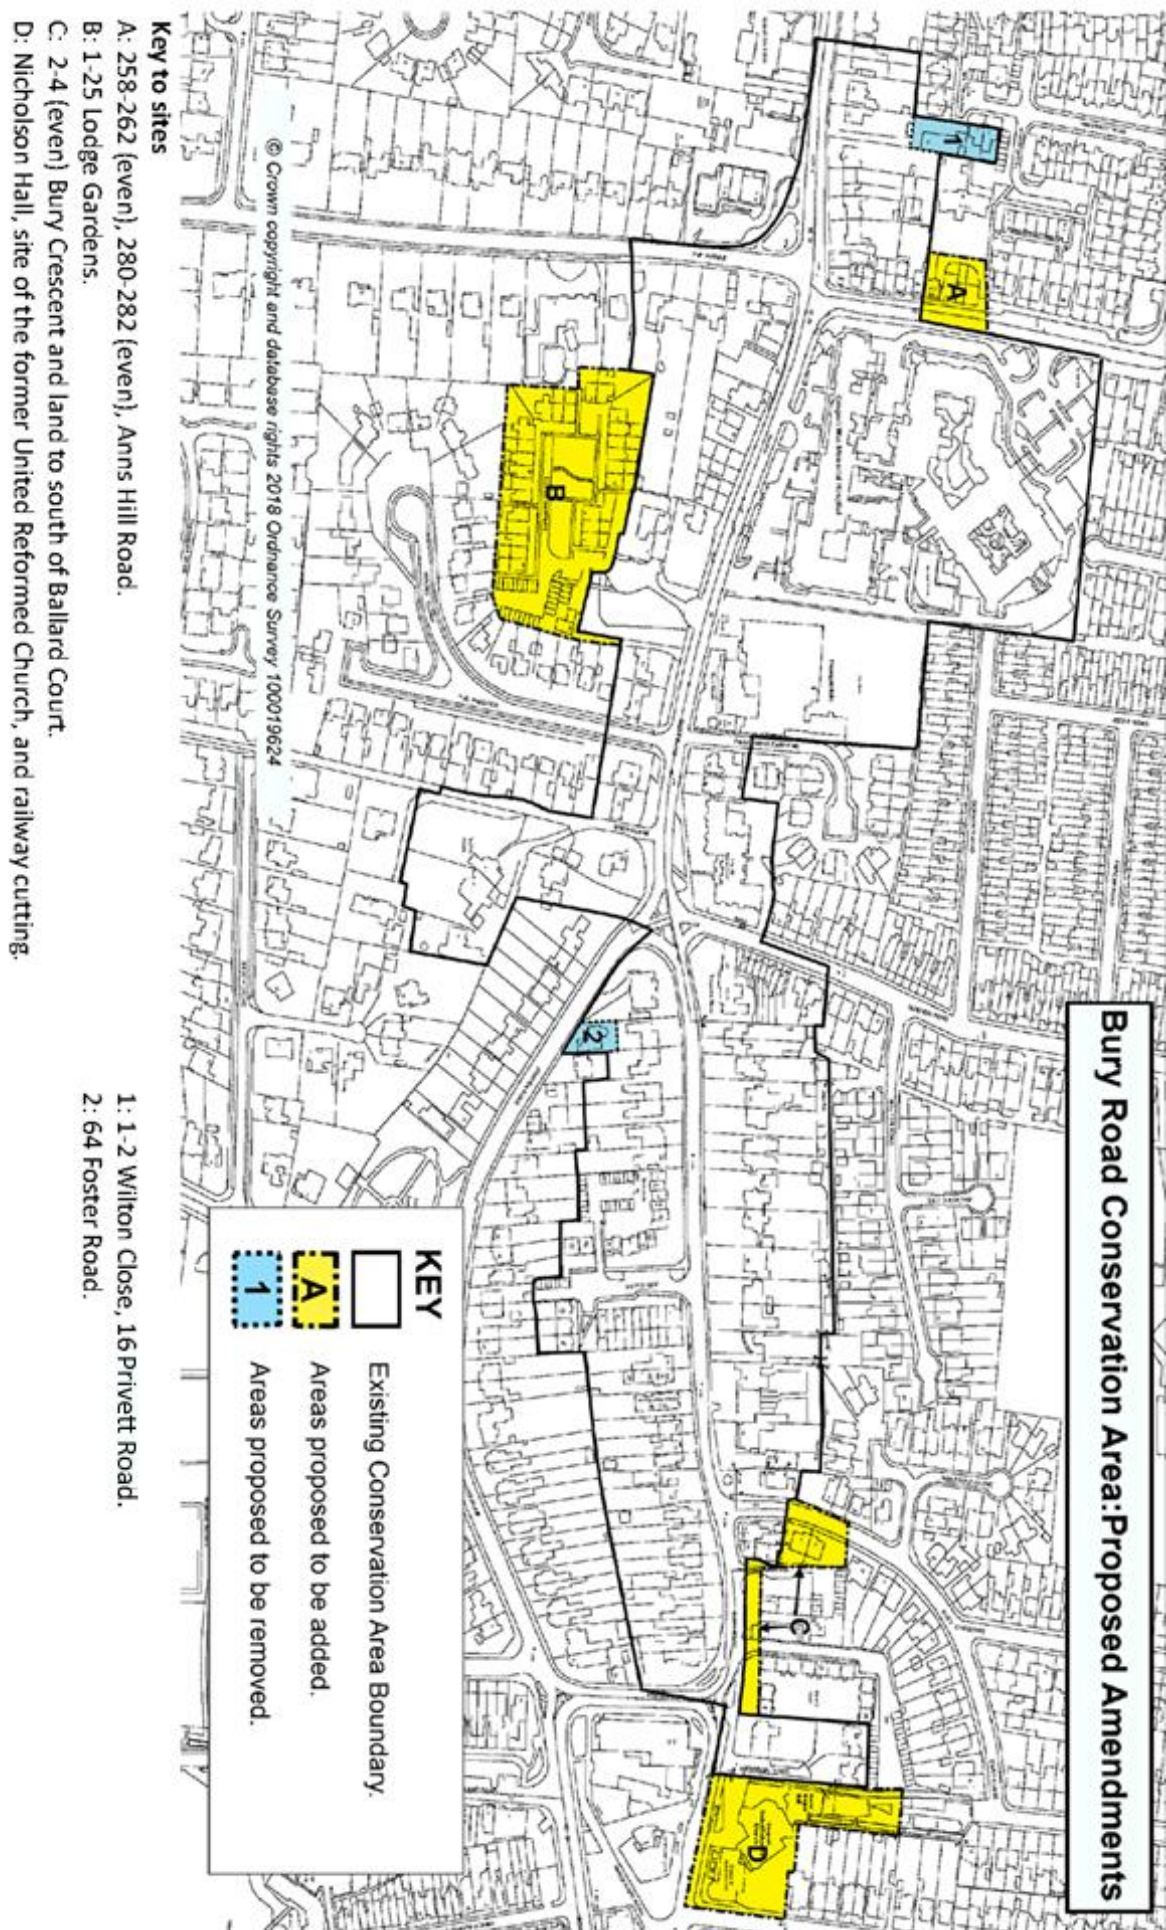 Bury Road Conservation Area:Proposed Amendments
1
A
B
2
C
D
KEY
Existing Conservation Area Boundary.
A
Areas proposed to be added.
1
Areas proposed to be removed.
© Crown copyright and database rights 2018 Ordnance Survey 100019624
Key to sites
A: 258-262 (even), 280-282 (even), Anns Hill Road.
B: 1-25 Lodge Gardens.
C: 2-4 (even) Bury Crescent and land to south of Ballard Court.
D: Nicholson Hall, site of the former United Reformed Church, and railway cutting.
1: 1-2 Wilton Close, 16 Privett Road.
2: 64 Foster Road.